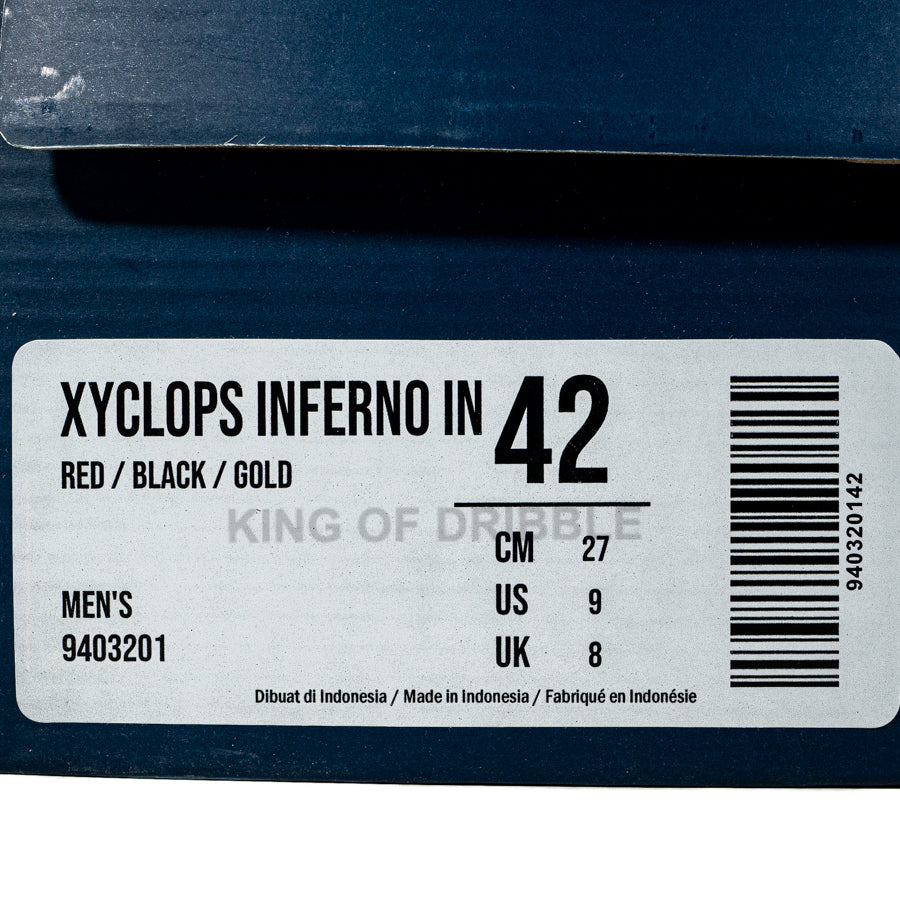 XYCLOPS INFERNO IN 42
RED / BLACK / GOLD
KING OF DRIBBLE
CM 27
US 9
UK 8
MEN'S
9403201
Dibuat di Indonesia / Made in Indonesia / Fabriqué en Indonésie
940320142